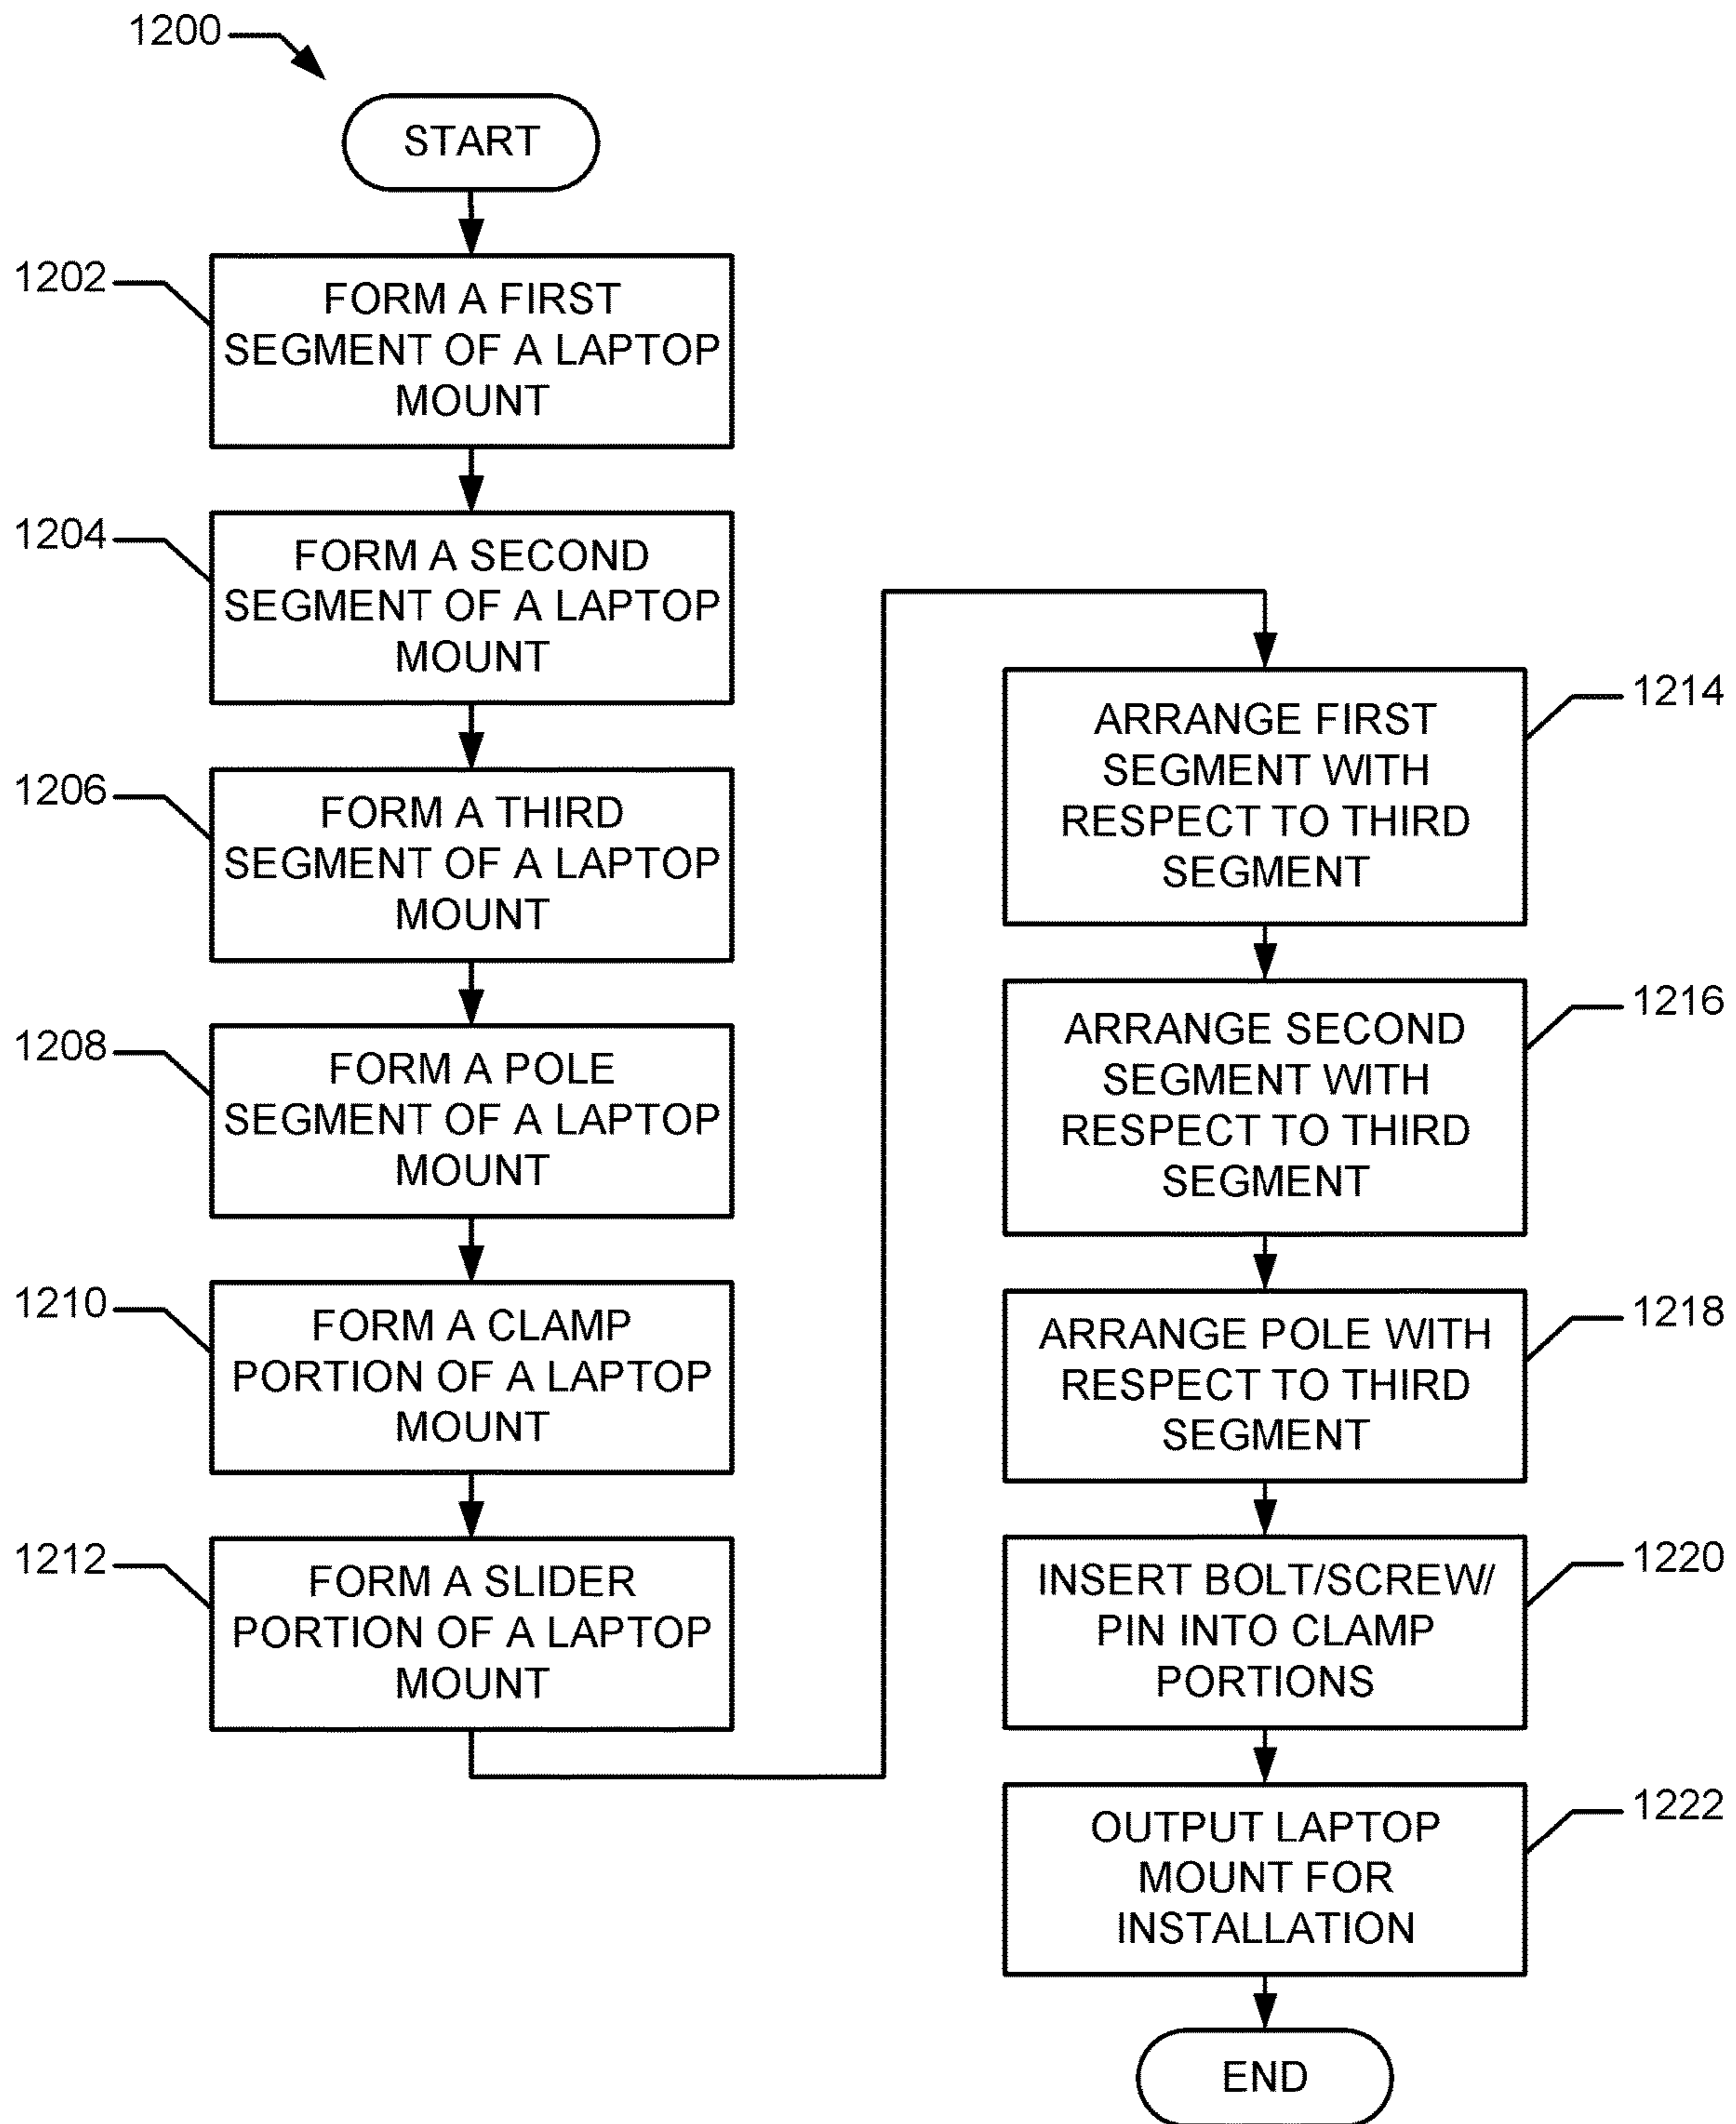 1200
START
1202
FORM A FIRST
SEGMENT OF A LAPTOP
MOUNT
1204
FORM A SECOND
SEGMENT OF A LAPTOP
MOUNT
1206
FORM A THIRD
SEGMENT OF A LAPTOP
MOUNT
1208
FORM A POLE
SEGMENT OF A LAPTOP
MOUNT
1210
FORM A CLAMP
PORTION OF A LAPTOP
MOUNT
1212
FORM A SLIDER
PORTION OF A LAPTOP
MOUNT
1214
ARRANGE FIRST
SEGMENT WITH
RESPECT TO THIRD
SEGMENT
1216
ARRANGE SECOND
SEGMENT WITH
RESPECT TO THIRD
SEGMENT
1218
ARRANGE POLE WITH
RESPECT TO THIRD
SEGMENT
1220
INSERT BOLT/SCREW/
PIN INTO CLAMP
PORTIONS
1222
OUTPUT LAPTOP
MOUNT FOR
INSTALLATION
END